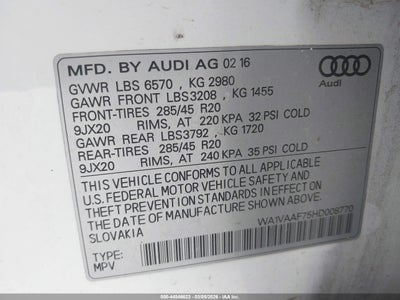 MFD. BY AUDI AG 02 16
GVWR LBS 6570 , KG 2980
GAWR FRONT LBS3208 , KG 1455
FRONT-TIRES 285/45 R20
9JX20 RIMS, AT 220 KPA 32 PSI COLD
GAWR REAR LBS3792 , KG 1720
REAR-TIRES 285/45 R20
9JX20 RIMS, AT 240 KPA 35 PSI COLD
Audi
THIS VEHICLE CONFORMS TO ALL APPLICABLE
U.S. FEDERAL MOTOR VEHICLE SAFETY AND
THEFT PREVENTION STANDARDS IN EFFECT ON
THE DATE OF MANUFACTURE SHOWN ABOVE
SLOVAKIA
WA1VAAF75HD008770
TYPE:
MPV